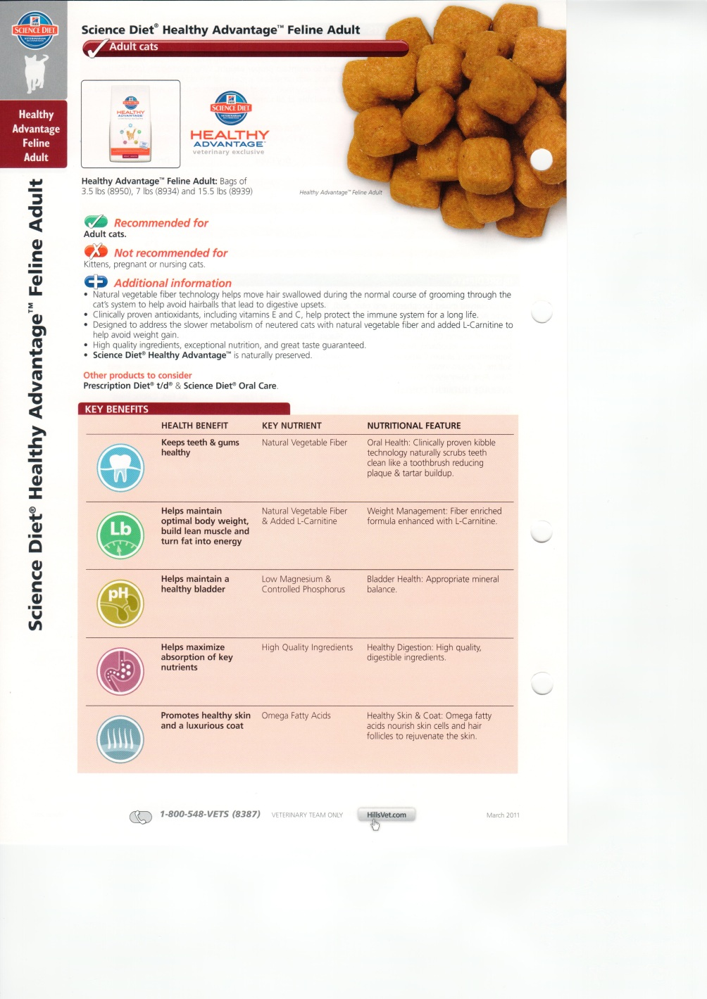 HILL'S
SCIENCE DIET
VETERINARIAN
RECOMMENDED
Healthy
Advantage
Feline
Adult
Science Diet® Healthy Advantage™ Feline Adult
Science Diet® Healthy Advantage™ Feline Adult
Adult cats
HEALTHY
ADVANTAGE
HILL'S
SCIENCE DIET
VETERINARIAN
RECOMMENDED
HEALTHY
ADVANTAGE™
veterinary exclusive
Healthy Advantage™ Feline Adult: Bags of
3.5 lbs (8950), 7 lbs (8934) and 15.5 lbs (8939)
Healthy Advantage™ Feline Adult
Recommended for
Adult cats.
Not recommended for
Kittens, pregnant or nursing cats.
Additional information
• Natural vegetable fiber technology helps move hair swallowed during the normal course of grooming through the
cat's system to help avoid hairballs that lead to digestive upsets.
• Clinically proven antioxidants, including vitamins E and C, help protect the immune system for a long life.
• Designed to address the slower metabolism of neutered cats with natural vegetable fiber and added L-Carnitine to
help avoid weight gain.
• High quality ingredients, exceptional nutrition, and great taste guaranteed.
• Science Diet® Healthy Advantage™ is naturally preserved.
Other products to consider
Prescription Diet® t/d® & Science Diet® Oral Care.
KEY BENEFITS
HEALTH BENEFIT KEY NUTRIENT NUTRITIONAL FEATURE
Keeps teeth & gums Natural Vegetable Fiber Oral Health: Clinically proven kibble
healthy technology naturally scrubs teeth
clean like a toothbrush reducing
plaque & tartar buildup.
Helps maintain Natural Vegetable Fiber Weight Management: Fiber enriched
optimal body weight, & Added L-Carnitine formula enhanced with L-Carnitine.
Lb build lean muscle and
turn fat into energy
Helps maintain a Low Magnesium & Bladder Health: Appropriate mineral
pH healthy bladder Controlled Phosphorus balance.
Helps maximize High Quality Ingredients Healthy Digestion: High quality,
absorption of key digestible ingredients.
nutrients
Promotes healthy skin Omega Fatty Acids Healthy Skin & Coat: Omega fatty
and a luxurious coat acids nourish skin cells and hair
follicles to rejuvenate the skin.
1-800-548-VETS (8387) VETERINARY TEAM ONLY HillsVet.com March 2011